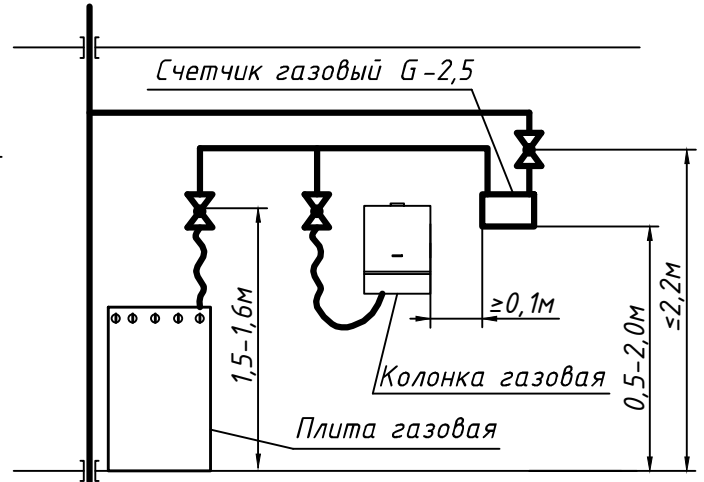 Счетчик газовый G-2,5
1,5-1,6м
≥0,1м
0,5-2,0м
≤2,2м
Колонка газовая
Плита газовая